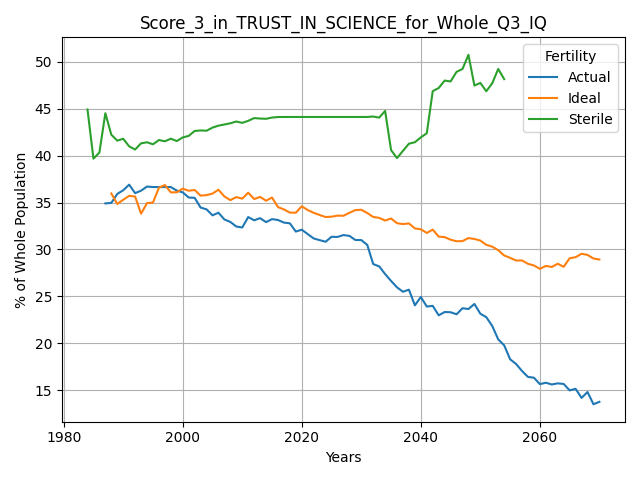 Score_3_in_TRUST_IN_SCIENCE_for_Whole_Q3_IQ
% of Whole Population
50
45
40
35
30
25
20
15
Fertility
Actual
Ideal
Sterile
1980
2000
2020
2040
2060
Years